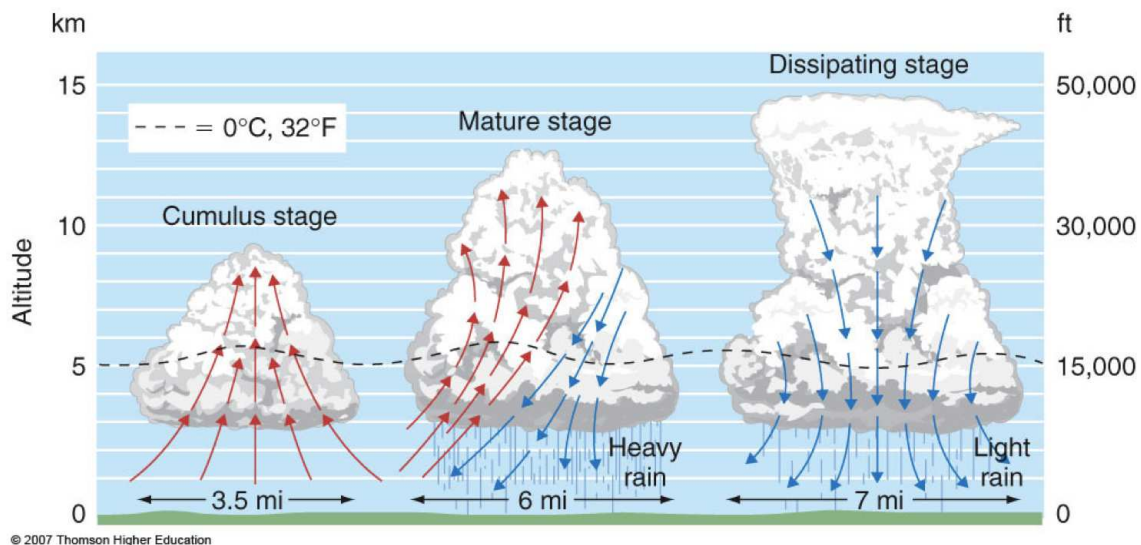 km
ft
Dissipating stage
15
50,000
- - - - = 0°C, 32°F
Mature stage
Cumulus stage
10
30,000
Altitude
5
15,000
Heavy
rain
Light
rain
3.5 mi
6 mi
7 mi
0
0
© 2007 Thomson Higher Education